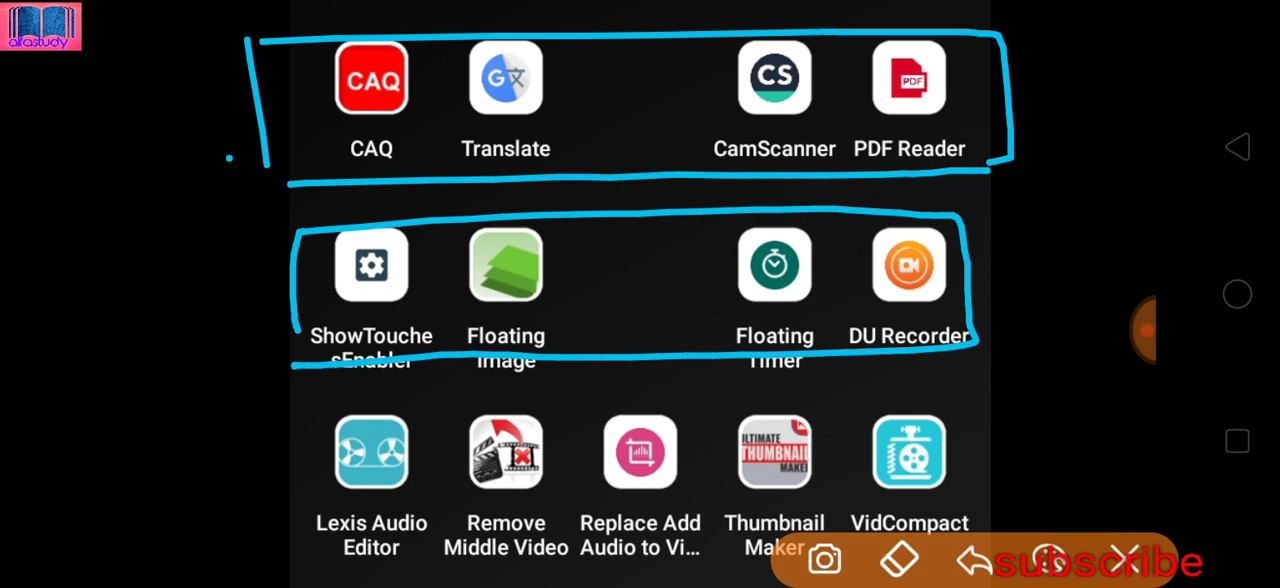 alfastudy
CAQ
CS
PDF
CAQ
Translate
CamScanner
PDF Reader
ShowTouche
sEnabler
Floating
Image
Floating
Timer
DU Recorder
ULTIMATE
THUMBNAIL
MAKER
Lexis Audio
Editor
Remove
Middle Video
Replace Add
Audio to Vi...
Thumbnail
Maker
VidCompact
subscribe